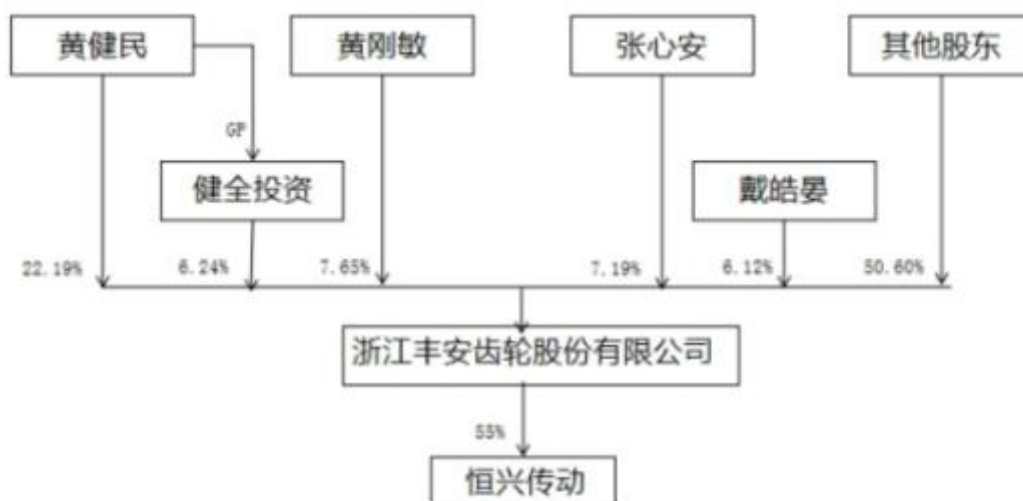 黄健民
黄刚敏
张心安
其他股东
GP
健全投资
戴皓晏
22.19%
6.24%
7.65%
7.19%
6.12%
50.60%
浙江丰安齿轮股份有限公司
55%
恒兴传动